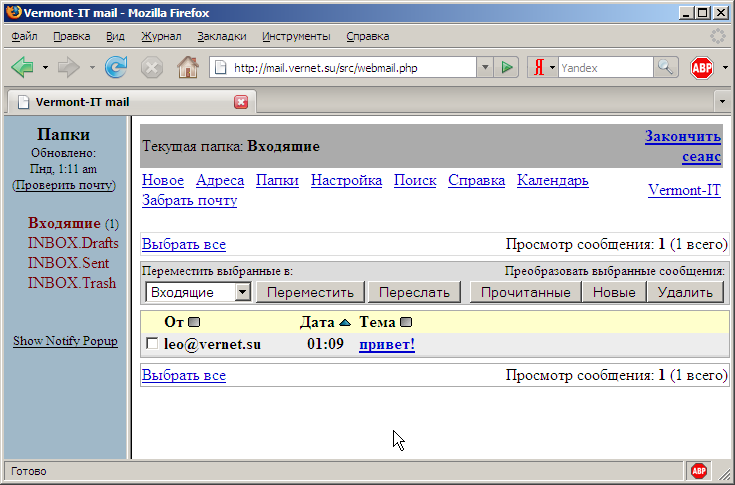 Vermont-IT mail - Mozilla Firefox
Файл Правка Вид Журнал Закладки Инструменты Справка
http://mail.vernet.su/src/webmail.php
Я Yandex
ABP
Vermont-IT mail
Папки
Обновлено:
Пнд, 1:11 am
(Проверить почту)
Входящие (1)
INBOX.Drafts
INBOX.Sent
INBOX.Trash
Show Notify Popup
Текущая папка: Входящие
Закончить
сеанс
Новое Адреса Папки Настройка Поиск Справка Календарь
Забрать почту
Vermont-IT
Выбрать все Просмотр сообщения: 1 (1 всего)
Переместить выбранные в: Преобразовать выбранные сообщения:
Входящие Переместить Переслать Прочитанные Новые Удалить
От Дата Тема
leo@vernet.su 01:09 привет!
Выбрать все Просмотр сообщения: 1 (1 всего)
Готово
ABP